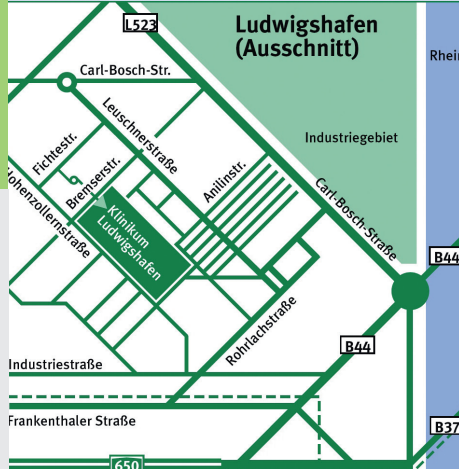 Ludwigshafen
(Ausschnitt)
L523
Rhein
Carl-Bosch-Str.
Leuschnerstraße
Industriegebiet
Fichtestr.
Bremserstr.
Anilinstr.
Carl-Bosch-Straße
Hohenzollernstraße
Klinikum
Ludwigshafen
B44
Rohrlachstraße
B44
Industriestraße
Frankenthaler Straße
B37
650